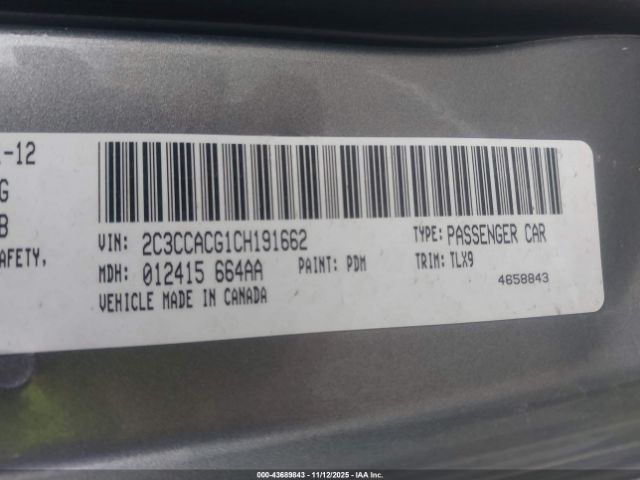 -12
G
B
AFETY,
VIN: 2C3CCACG1CH191662 TYPE: PASSENGER CAR
MDH: 012415 664AA PAINT: PDM TRIM: TLX9
VEHICLE MADE IN CANADA 4658843
000-43689843 - 11/12/2025 - IAA Inc.